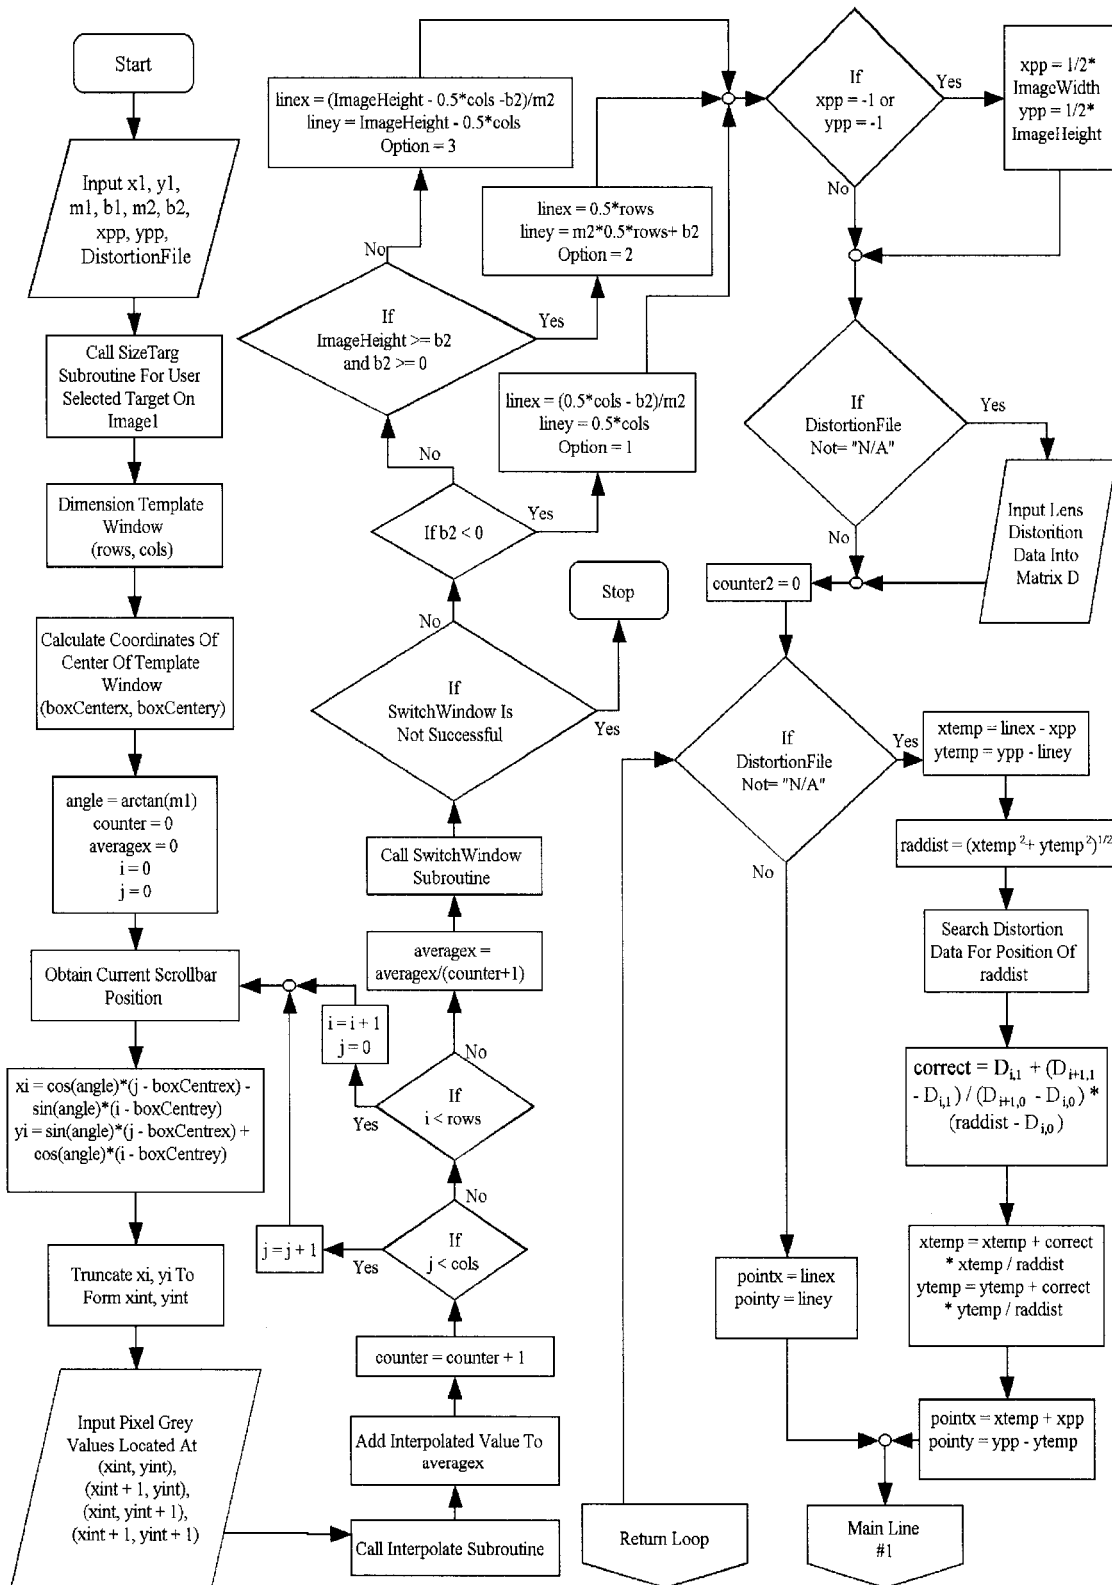 Start
Input x1, y1,
m1, b1, m2, b2,
xpp, ypp,
DistortionFile
Call SizeTarg
Subroutine For User
Selected Target On
Image1
Dimension Template
Window
(rows, cols)
Calculate Coordinates Of
Center Of Template
Window
(boxCenterx, boxCentery)
angle = arctan(m1)
counter = 0
averagex = 0
i = 0
j = 0
Obtain Current Scrollbar
Position
xi = cos(angle)*(j - boxCentrex) -
sin(angle)*(i - boxCentrey)
yi = sin(angle)*(j - boxCentrex) +
cos(angle)*(i - boxCentrey)
Truncate xi, yi To
Form xint, yint
Input Pixel Grey
Values Located At
(xint, yint),
(xint + 1, yint),
(xint, yint + 1),
(xint + 1, yint + 1)
Call Interpolate Subroutine
Add Interpolated Value To
averagex
counter = counter + 1
If
j < cols
Yes
j = j + 1
No
If
i < rows
Yes
i = i + 1
j = 0
No
averagex =
averagex/(counter+1)
Call SwitchWindow
Subroutine
If
SwitchWindow Is
Not Successful
Yes
Stop
No
If b2 < 0
Yes
linex = (0.5*cols - b2)/m2
liney = 0.5*cols
Option = 1
No
If
ImageHeight >= b2
and b2 >= 0
Yes
linex = 0.5*rows
liney = m2*0.5*rows+ b2
Option = 2
No
linex = (ImageHeight - 0.5*cols -b2)/m2
liney = ImageHeight - 0.5*cols
Option = 3
If
xpp = -1 or
ypp = -1
Yes
xpp = 1/2*
ImageWidth
ypp = 1/2*
ImageHeight
No
If
DistortionFile
Not= "N/A"
Yes
Input Lens
Distorition
Data Into
Matrix D
No
counter2 = 0
If
DistortionFile
Not= "N/A"
Yes
xtemp = linex - xpp
ytemp = ypp - liney
raddist = (xtemp²+ ytemp²)^1/2
Search Distortion
Data For Position Of
raddist
correct = D i,1 + (D i+1,1
- D i,1 ) / (D i+1,0 - D i,0) *
(raddist - D i,0 )
xtemp = xtemp + correct
* xtemp / raddist
ytemp = ytemp + correct
* ytemp / raddist
pointx = xtemp + xpp
pointy = ypp - ytemp
No
pointx = linex
pointy = liney
Return Loop
Main Line
#1